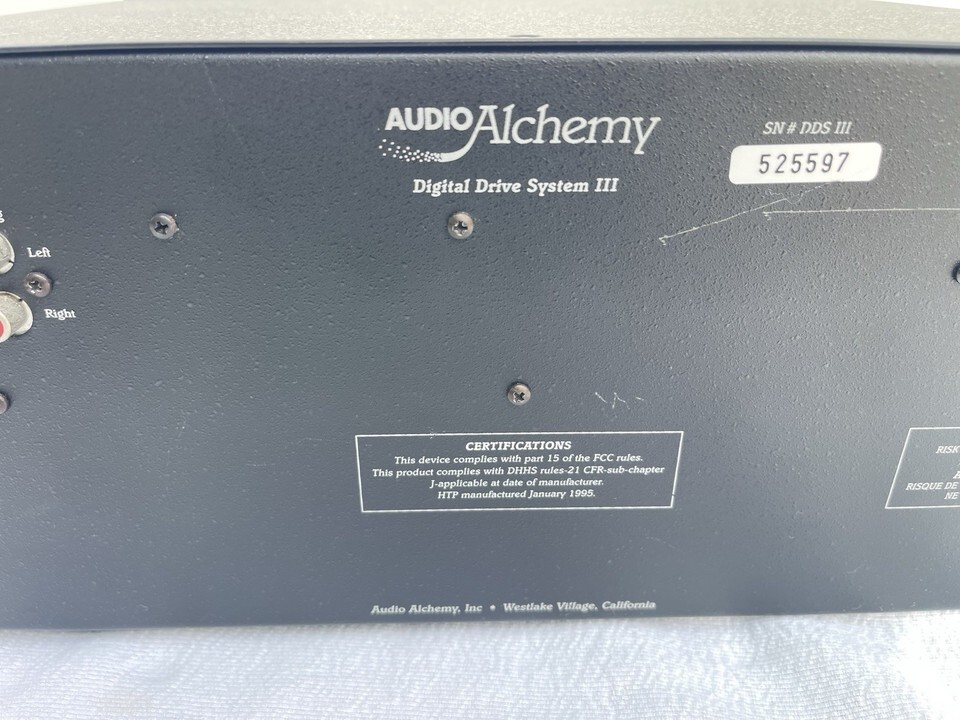 AUDIO Alchemy
Digital Drive System III
SN # DDS III
525597
Left
Right
CERTIFICATIONS
This device complies with part 15 of the FCC rules.
This product complies with DHHS rules-21 CFR-sub-chapter
J-applicable at date of manufacturer.
HTP manufactured January 1995.
RISK
RISQUE DE
NE
Audio Alchemy, Inc • Westlake Village, California